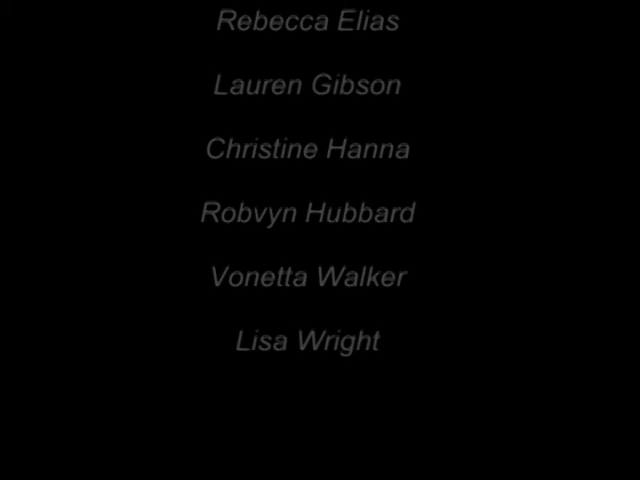 Rebecca Elias
Lauren Gibson
Christine Hanna
Robvyn Hubbard
Vonetta Walker
Lisa Wright